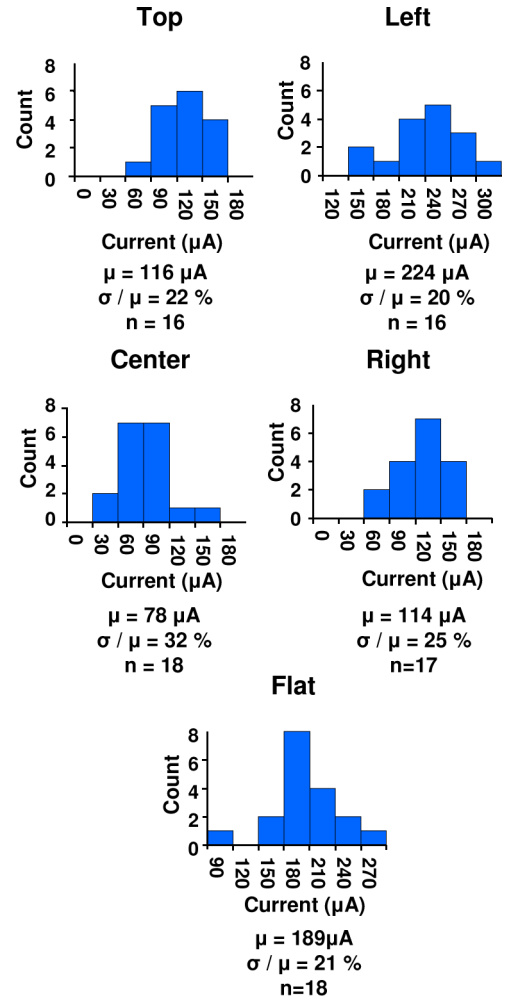 Top
Count
8
6
4
2
0
0 30 60 90 120 150 180
Current (µA)
µ = 116 µA
σ / µ = 22 %
n = 16
Left
Count
8
6
4
2
0
120 150 180 210 240 270 300
Current (µA)
µ = 224 µA
σ / µ = 20 %
n = 16
Center
Count
8
6
4
2
0
30 60 90 120 150 180
Current (µA)
µ = 78 µA
σ / µ = 32 %
n = 18
Right
Count
8
6
4
2
0
0 30 60 90 120 150 180
Current (µA)
µ = 114 µA
σ / µ = 25 %
n=17
Flat
Count
8
6
4
2
0
90 120 150 180 210 240 270
Current (µA)
µ = 189µA
σ / µ = 21 %
n=18